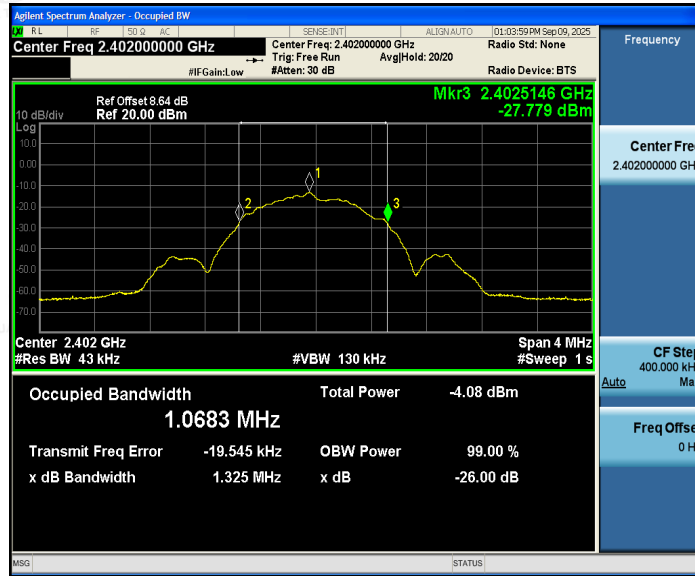 Agilent Spectrum Analyzer - Occupied BW
RL RF 50 Ω AC SENSE:INT ALIGNAUTO 01:03:59 PM Sep 09, 2025
Center Freq 2.402000000 GHz
Center Freq: 2.402000000 GHz
Radio Std: None
Trig: Free Run Avg|Hold: 20/20
#IFGain:Low
#Atten: 30 dB
Radio Device: BTS
Frequency
Ref Offset 8.64 dB
Mkr3 2.4025146 GHz
10 dB/div
Ref 20.00 dBm
-27.779 dBm
Log
10.0
0.00
-10.0
-20.0
-30.0
-40.0
-50.0
-60.0
-70.0
1
2
3
Center 2.402 GHz
Span 4 MHz
#Res BW 43 kHz
#VBW 130 kHz
#Sweep 1 s
Occupied Bandwidth
Total Power -4.08 dBm
1.0683 MHz
Transmit Freq Error -19.545 kHz
OBW Power 99.00 %
x dB Bandwidth 1.325 MHz
x dB -26.00 dB
Center Fre
2.402000000 GH
CF Step
400.000 kH
Auto Ma
Freq Offse
0 H
MSG
STATUS